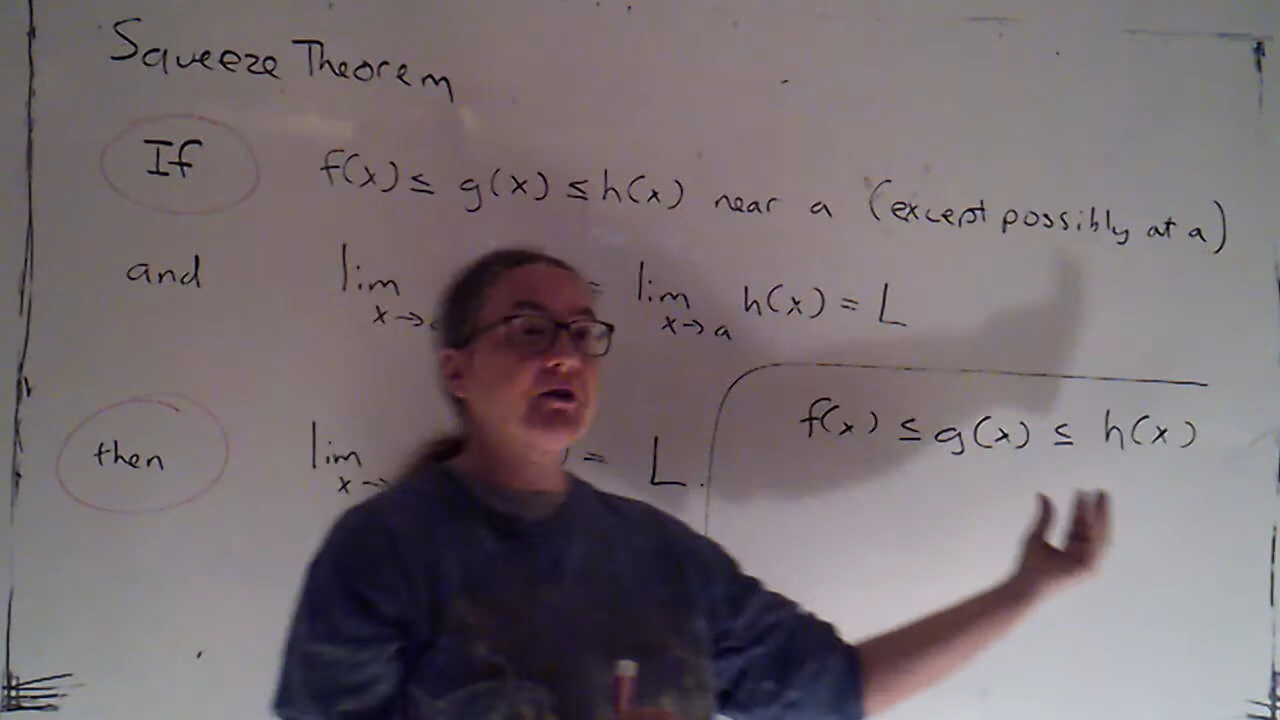 Squeeze Theorem
If f(x) ≤ g(x) ≤ h(x) near a (except possibly at a)
and lim x→ = lim x→a h(x) = L
then lim x→ ) = L.
f(x) ≤ g(x) ≤ h(x)